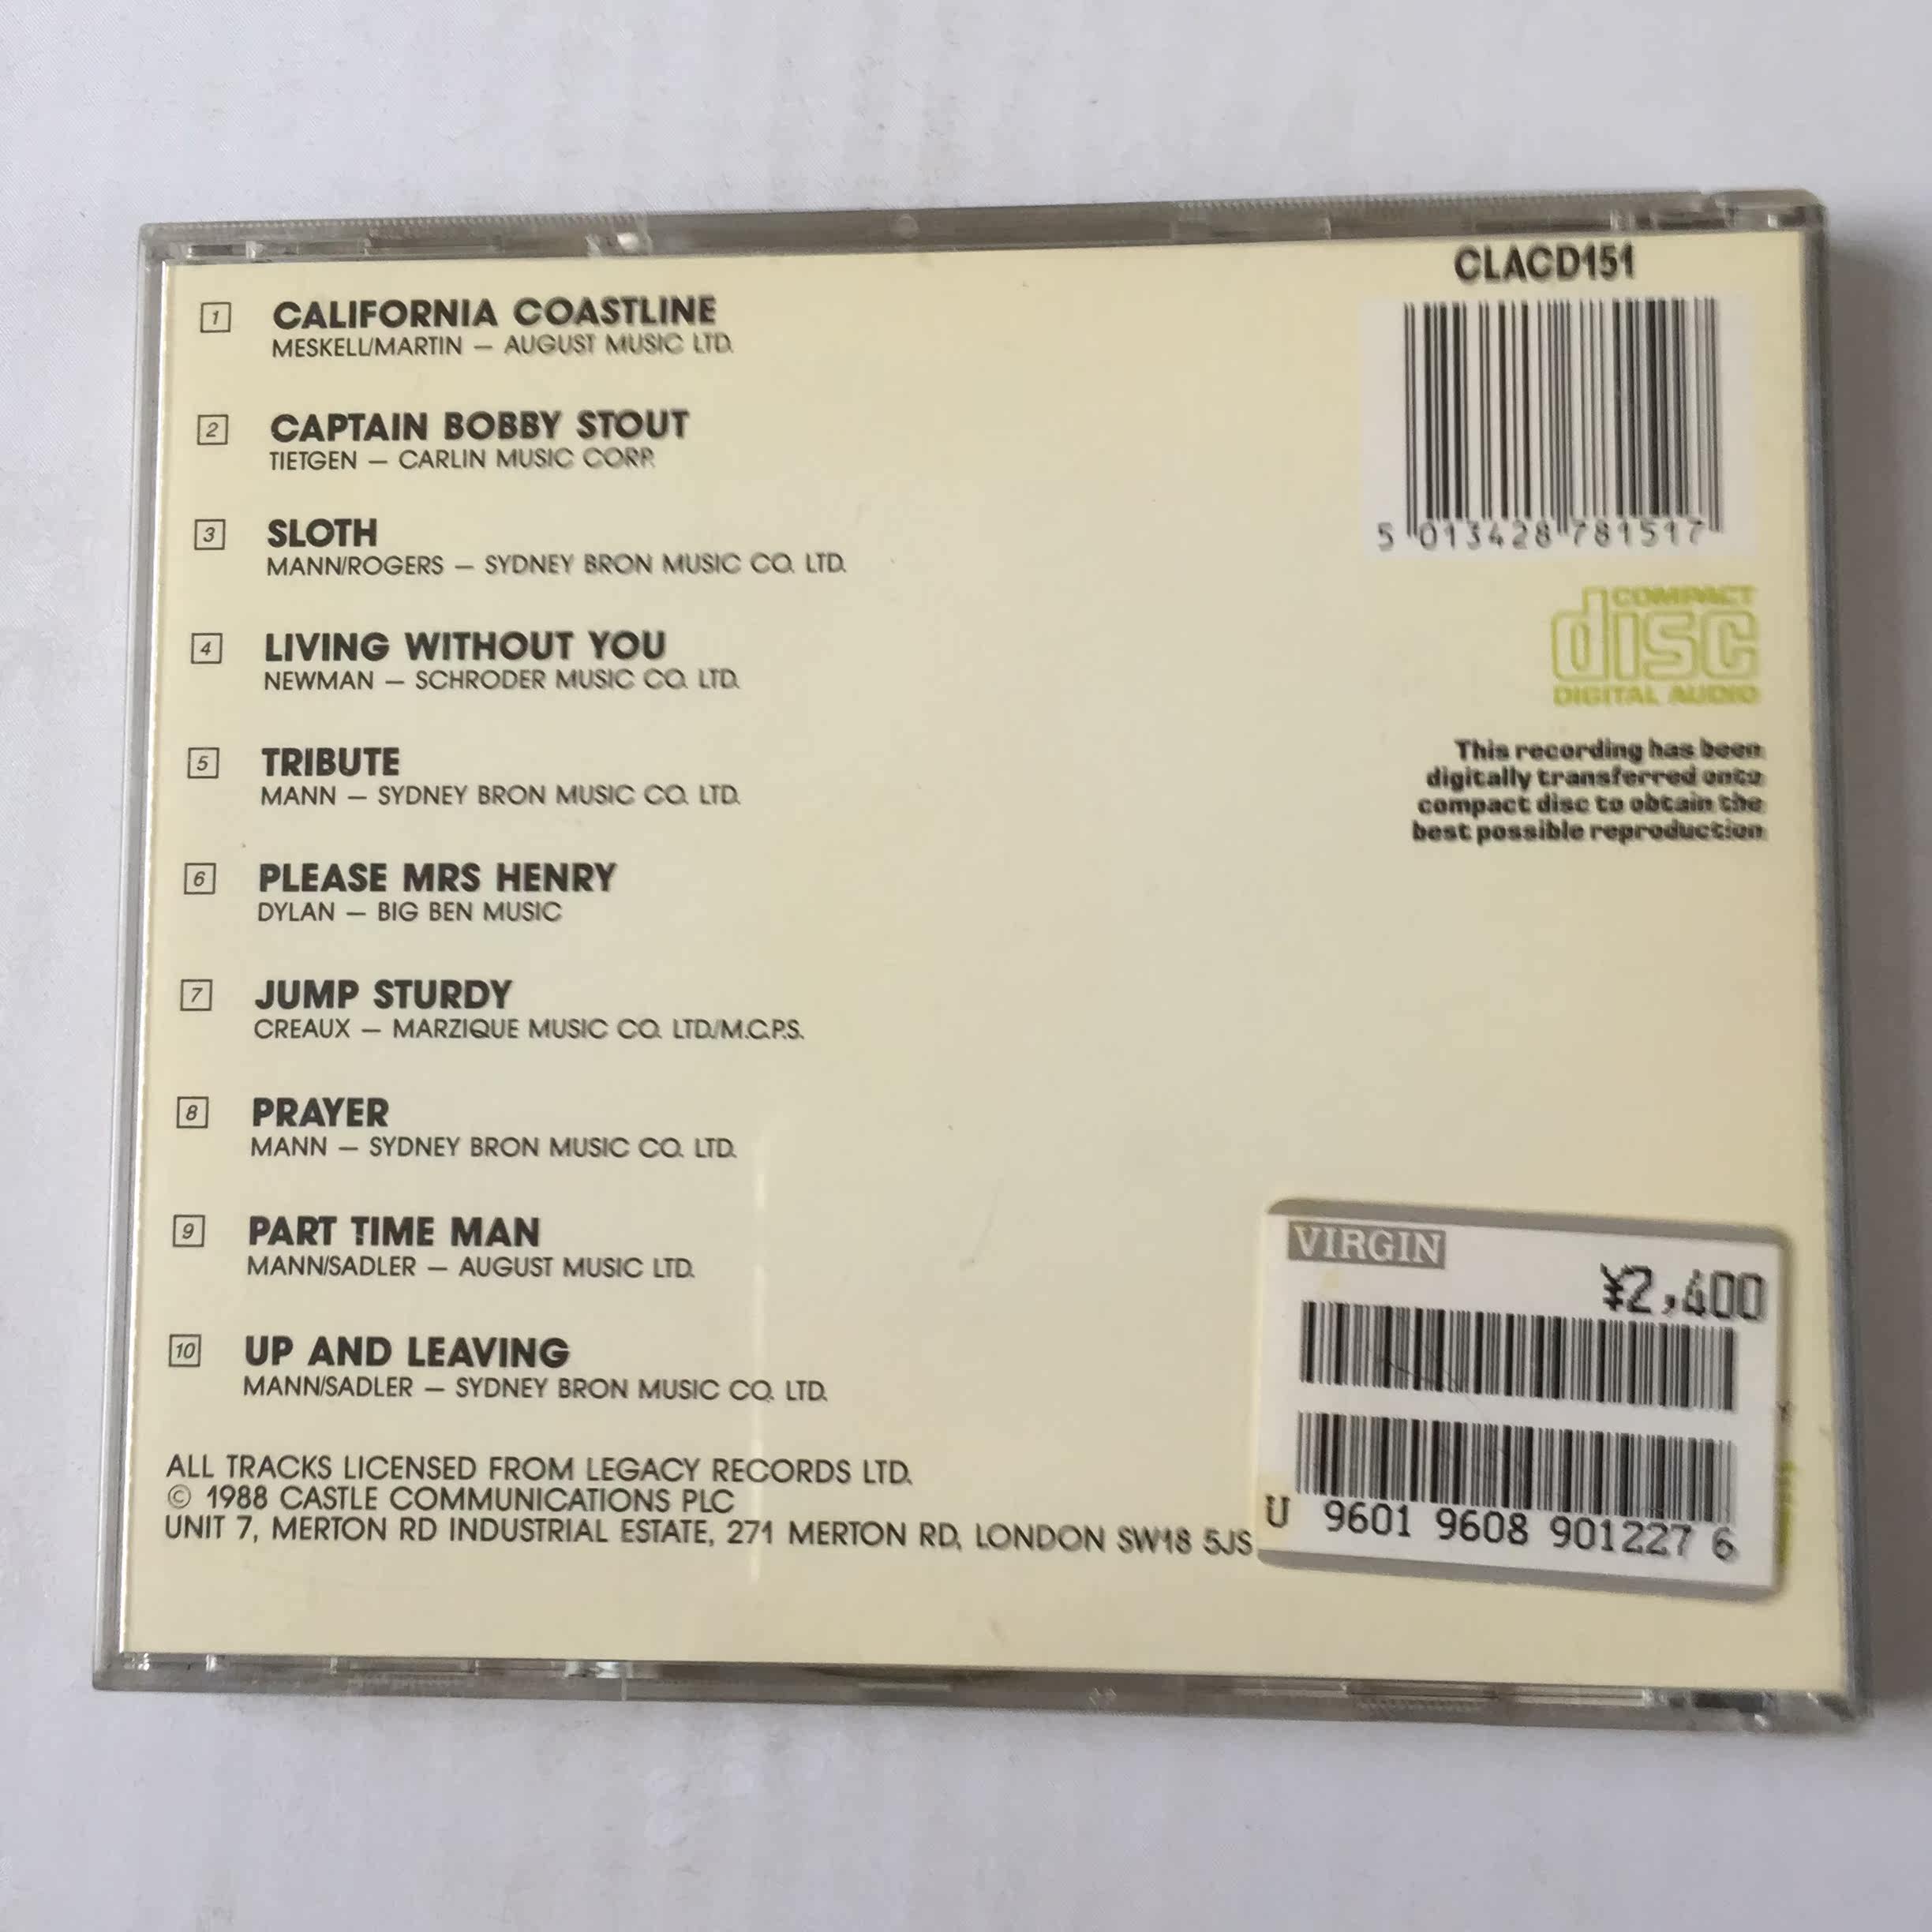 1 CALIFORNIA COASTLINE
MESKELL/MARTIN — AUGUST MUSIC LTD.
2 CAPTAIN BOBBY STOUT
TIETGEN — CARLIN MUSIC CORP.
3 SLOTH
MANN/ROGERS — SYDNEY BRON MUSIC CO. LTD.
4 LIVING WITHOUT YOU
NEWMAN — SCHRODER MUSIC CO. LTD.
5 TRIBUTE
MANN — SYDNEY BRON MUSIC CO. LTD.
6 PLEASE MRS HENRY
DYLAN — BIG BEN MUSIC
7 JUMP STURDY
CREAUX — MARZIQUE MUSIC CO. LTD./M.C.P.S.
8 PRAYER
MANN — SYDNEY BRON MUSIC CO. LTD.
9 PART TIME MAN
MANN/SADLER — AUGUST MUSIC LTD.
10 UP AND LEAVING
MANN/SADLER — SYDNEY BRON MUSIC CO. LTD.
ALL TRACKS LICENSED FROM LEGACY RECORDS LTD.
© 1988 CASTLE COMMUNICATIONS PLC
UNIT 7, MERTON RD INDUSTRIAL ESTATE, 271 MERTON RD, LONDON SW18 5JS
CLACD151
5 013428 781517
COMPACT
disc
DIGITAL AUDIO
This recording has been
digitally transferred onto
compact disc to obtain the
best possible reproduction
VIRGIN
¥2,400
U 9601 9608 901227 6